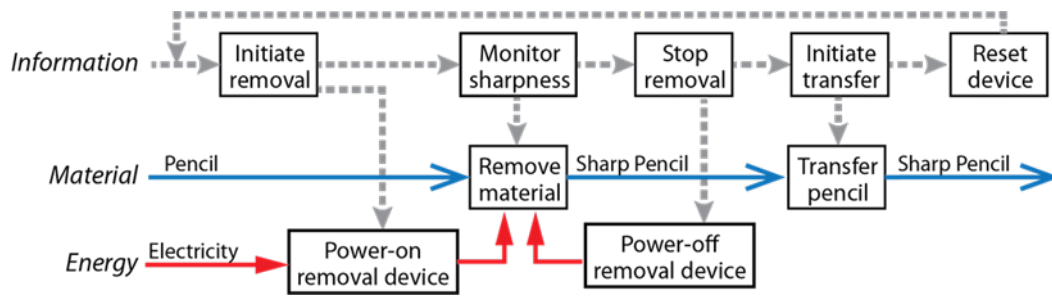 Information
Initiate
removal
Monitor
sharpness
Stop
removal
Initiate
transfer
Reset
device
Material
Pencil
Remove
material
Sharp Pencil
Transfer
pencil
Sharp Pencil
Energy
Electricity
Power-on
removal device
Power-off
removal device